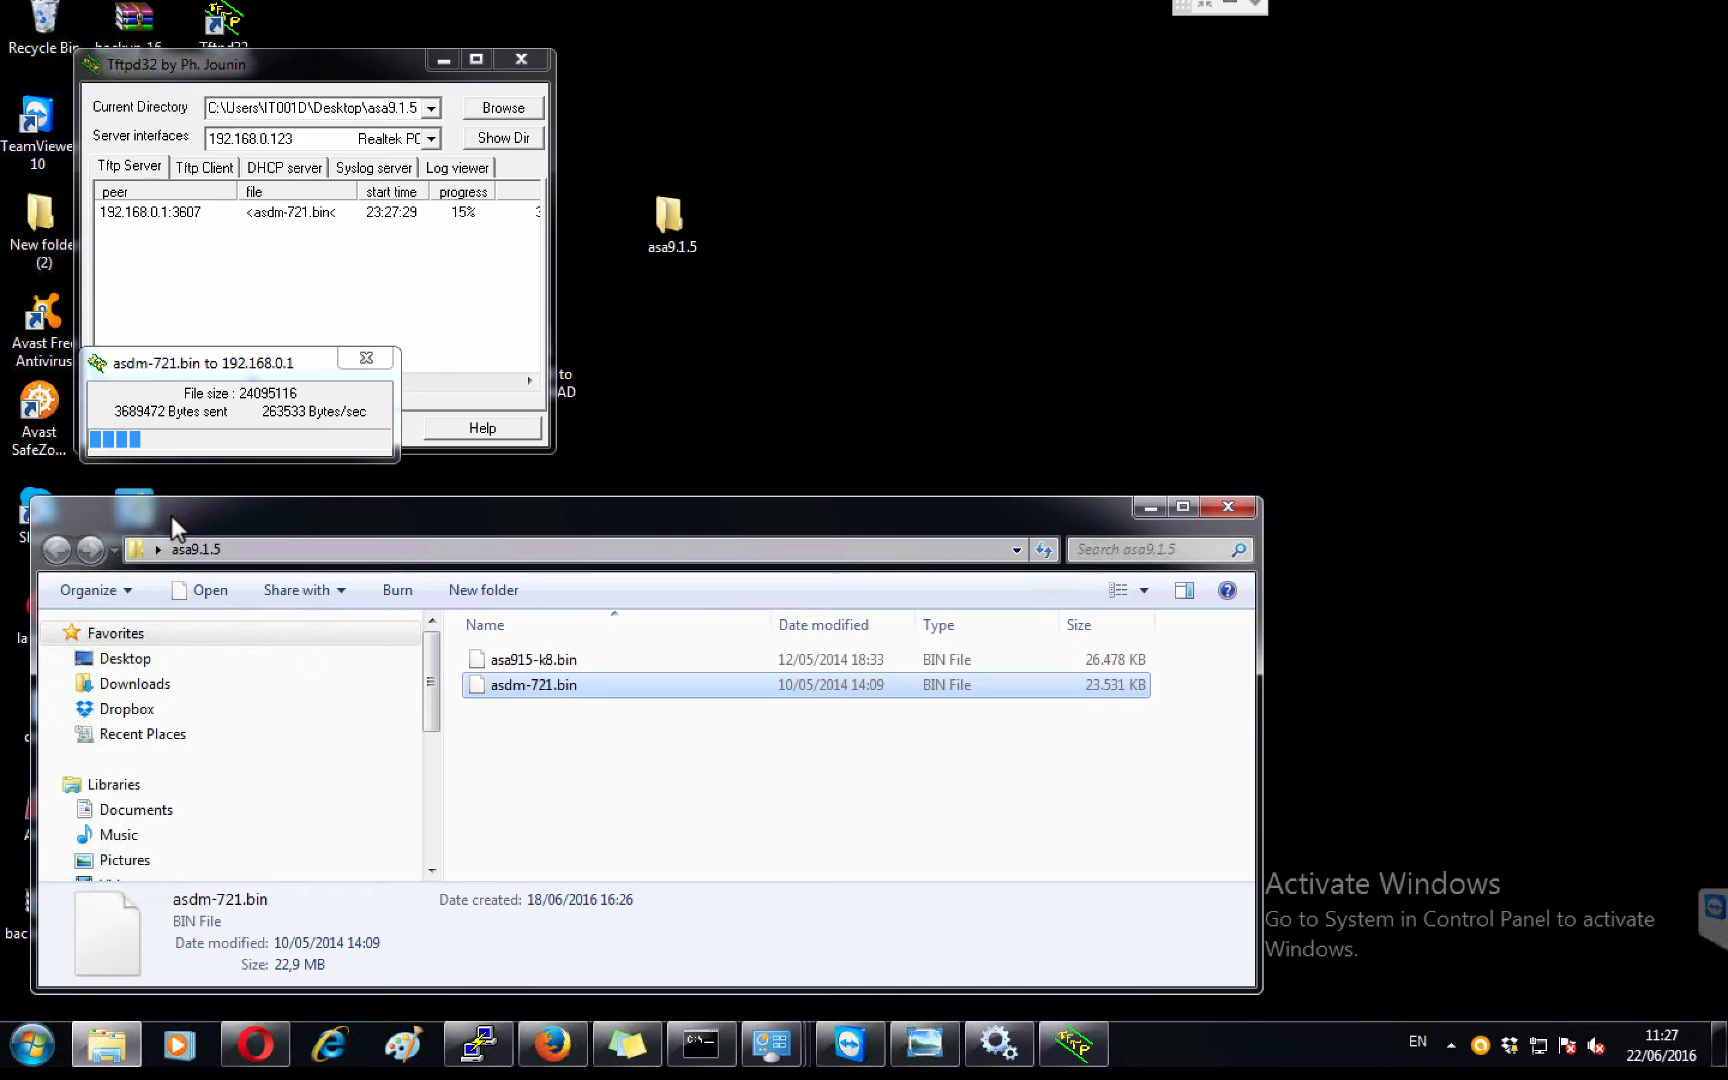 Recycle Bin
backup-16
Tftpd32
Tftpd32 by Ph. Jounin
Current Directory
C:\Users\IT001D\Desktop\asa9.1.5
Browse
Server interfaces
192.168.0.123
Realtek PC
Show Dir
Tftp Server
Tftp Client
DHCP server
Syslog server
Log viewer
peer
file
start time
progress
192.168.0.1:3607
<asdm-721.bin<
23:27:29
15%
asdm-721.bin to 192.168.0.1
File size : 24095116
3689472 Bytes sent
263533 Bytes/sec
Help
TeamViewe
10
New folde
(2)
Avast Fre
Antivirus
Avast
SafeZo...
to
AD
asa9.1.5
asa9.1.5
Search asa9.1.5
Organize
Open
Share with
Burn
New folder
Favorites
Desktop
Downloads
Dropbox
Recent Places
Libraries
Documents
Music
Pictures
Name
Date modified
Type
Size
asa915-k8.bin
12/05/2014 18:33
BIN File
26.478 KB
asdm-721.bin
10/05/2014 14:09
BIN File
23.531 KB
asdm-721.bin
BIN File
Date modified: 10/05/2014 14:09
Size: 22,9 MB
Date created: 18/06/2016 16:26
bac
Activate Windows
Go to System in Control Panel to activate
Windows.
EN
11:27
22/06/2016